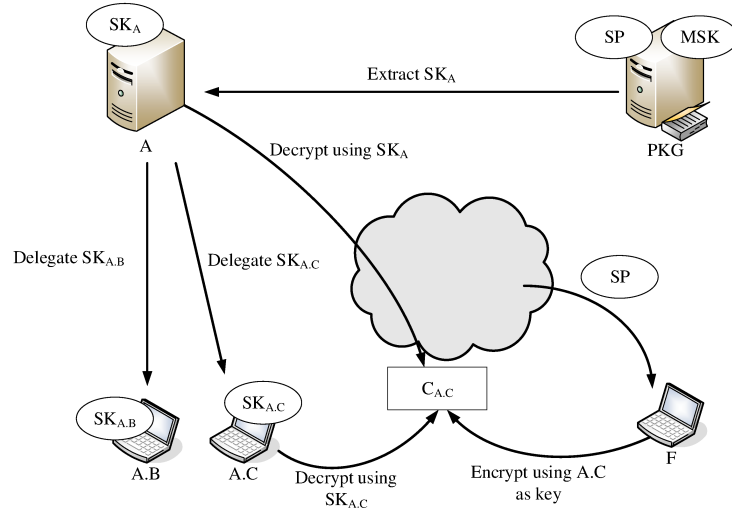 SK_A
SP
MSK
Extract SK_A
A
PKG
Decrypt using SK_A
Delegate SK_A.B
Delegate SK_A.C
SP
C_A.C
SK_A.B
SK_A.C
A.B
A.C
F
Decrypt using
SK_A.C
Encrypt using A.C
as key